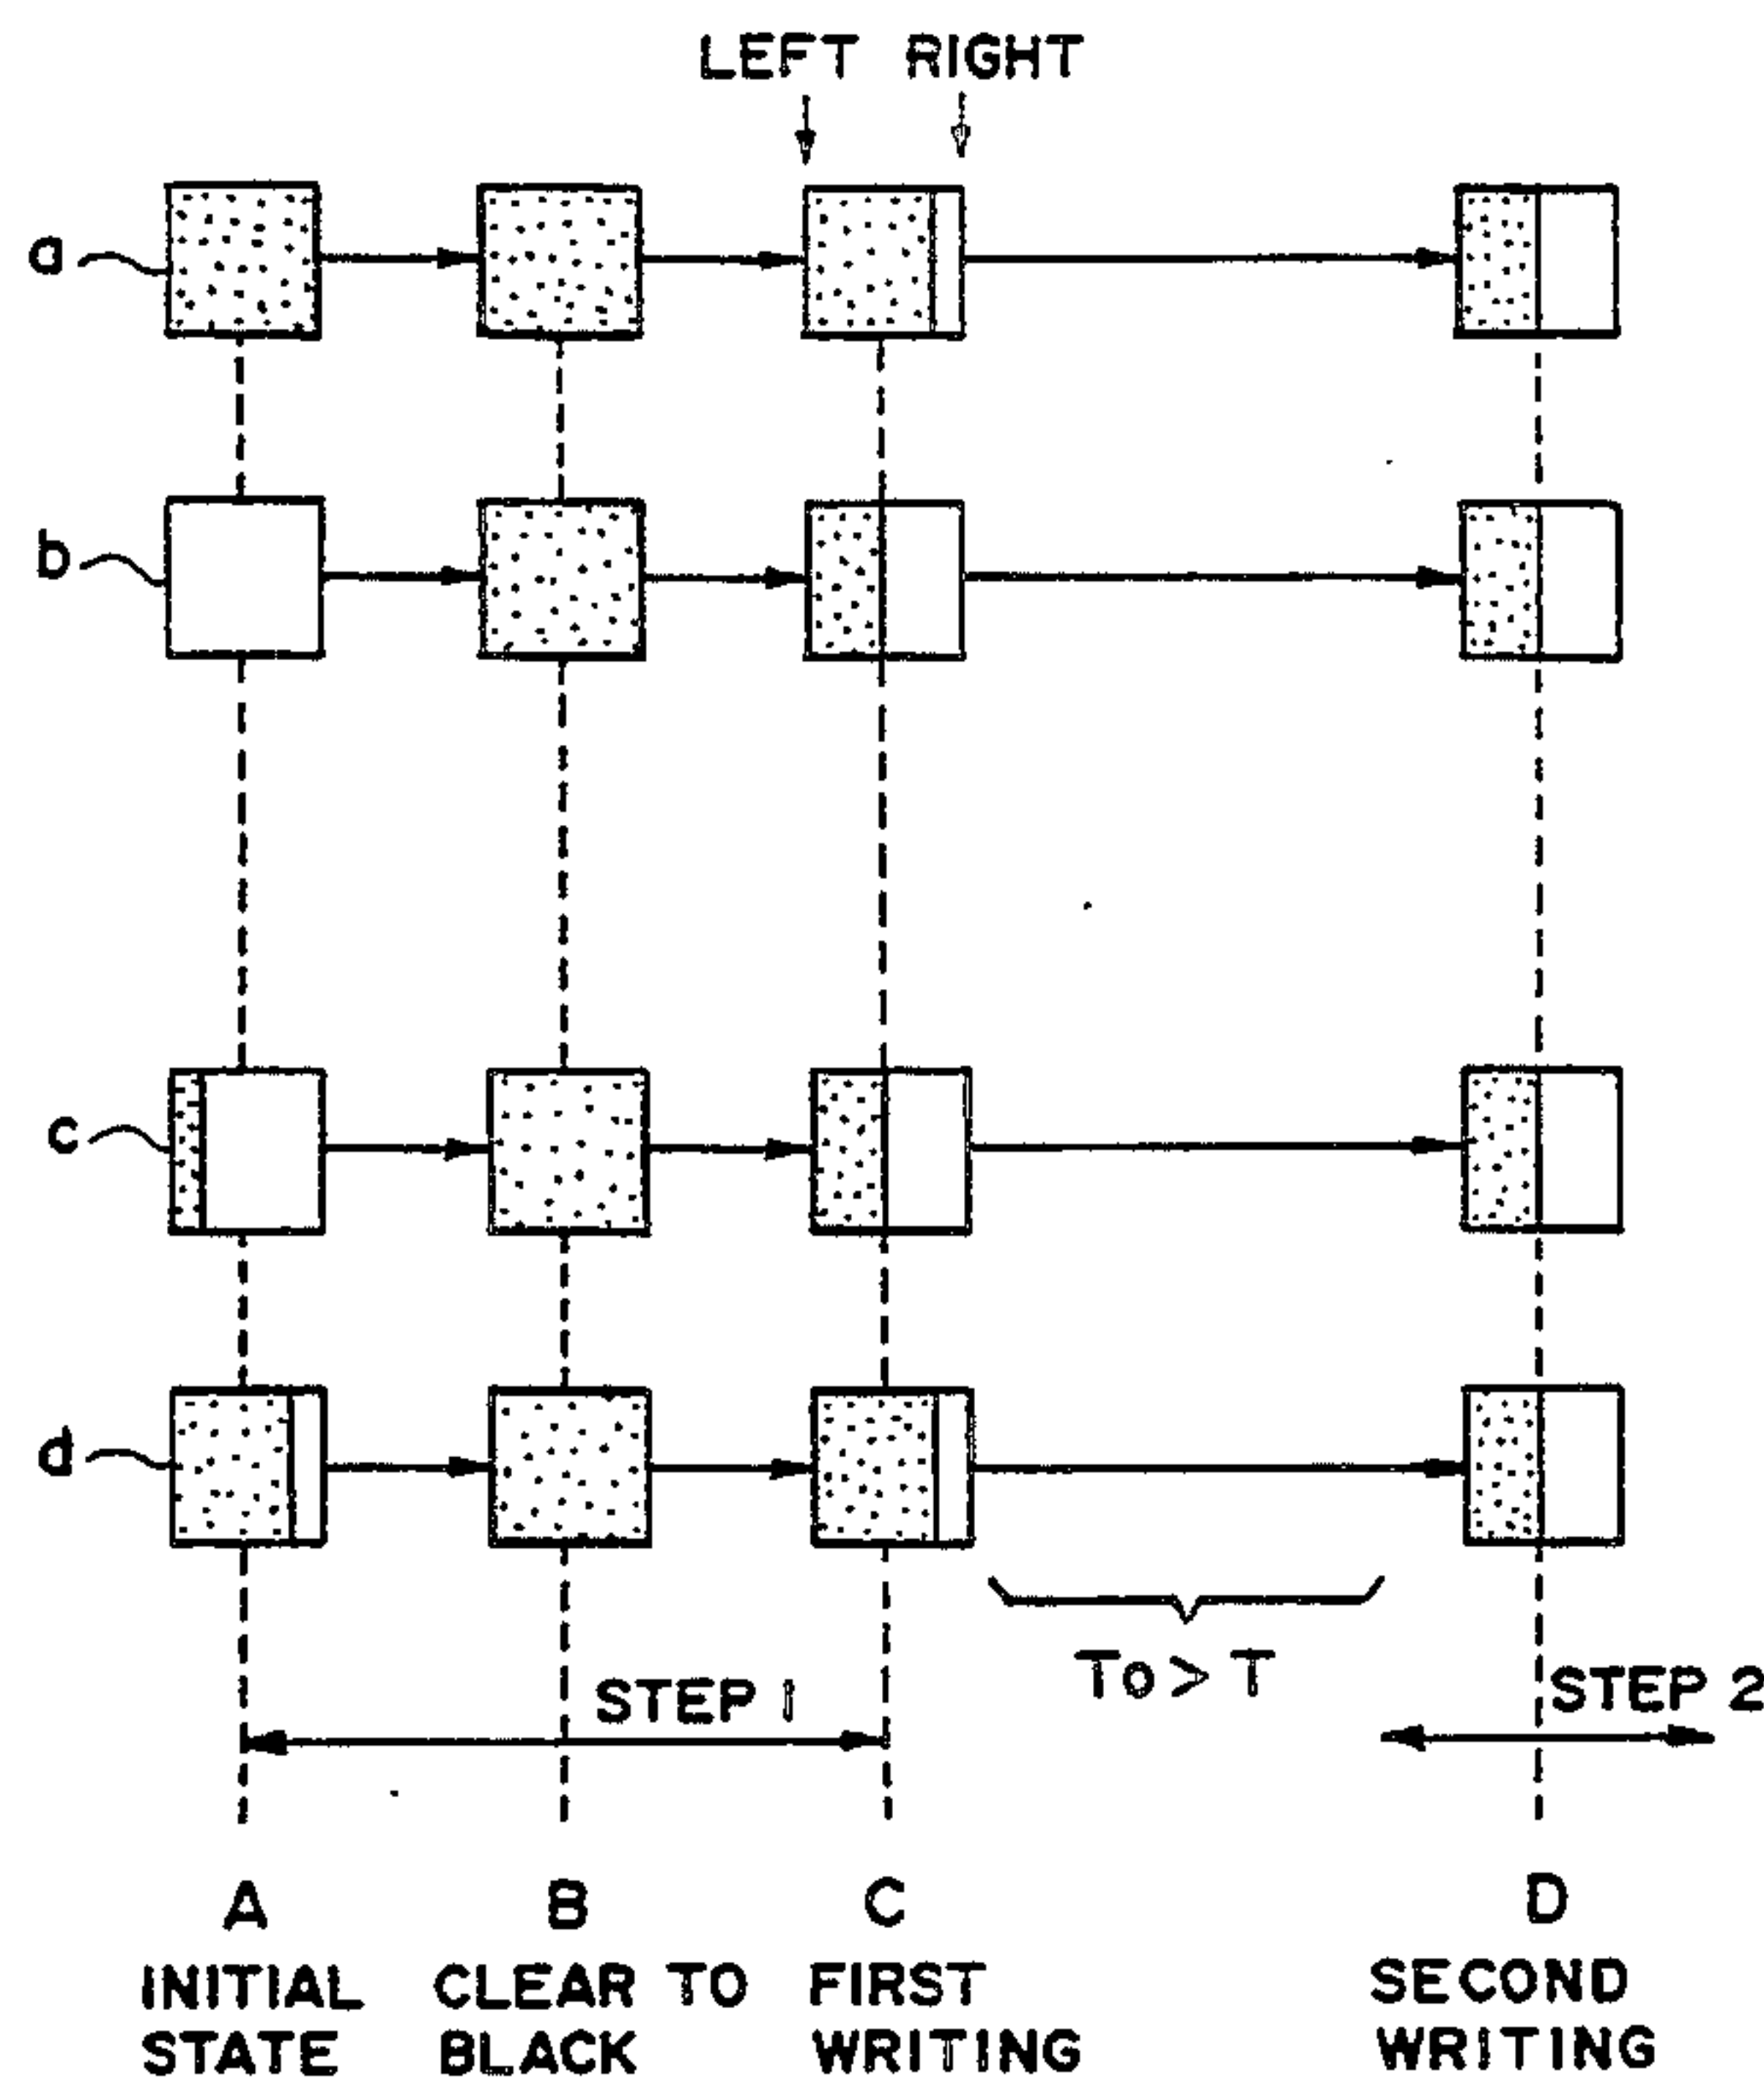 LEFT RIGHT
a
b
c
d
To > T
STEP 1
STEP 2
A B C D
INITIAL CLEAR TO FIRST SECOND
STATE BLACK WRITING WRITING